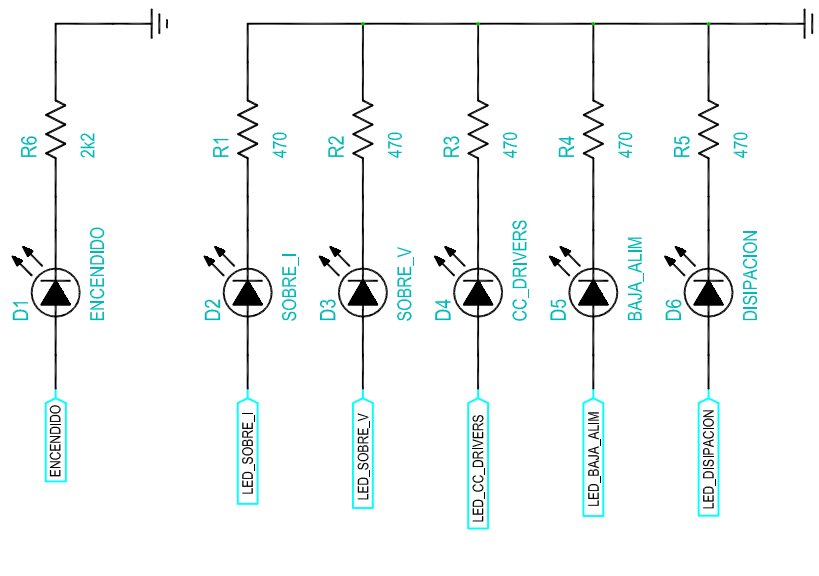 R6
2k2
R1
470
R2
470
R3
470
R4
470
R5
470
D1
ENCENDIDO
D2
SOBRE_I
D3
SOBRE_V
D4
CC_DRIVERS
D5
BAJA_ALIM
D6
DISIPACION
ENCENDIDO
LED_SOBRE_I
LED_SOBRE_V
LED_CC_DRIVERS
LED_BAJA_ALIM
LED_DISIPACION